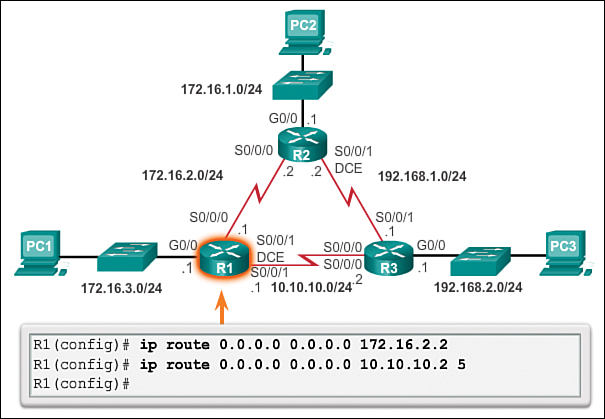 PC2
172.16.1.0/24
G0/0 .1
S0/0/0 R2 S0/0/1
DCE
.2 .2
172.16.2.0/24
192.168.1.0/24
S0/0/0 .1
S0/0/1 .1
PC1
G0/0 .1
R1
S0/0/1
DCE
S0/0/1
.1
172.16.3.0/24
10.10.10.0/24
S0/0/0
S0/0/0
.2
R3
G0/0
.1
192.168.2.0/24
PC3
R1(config)# ip route 0.0.0.0 0.0.0.0 172.16.2.2
R1(config)# ip route 0.0.0.0 0.0.0.0 10.10.10.2 5
R1(config)#